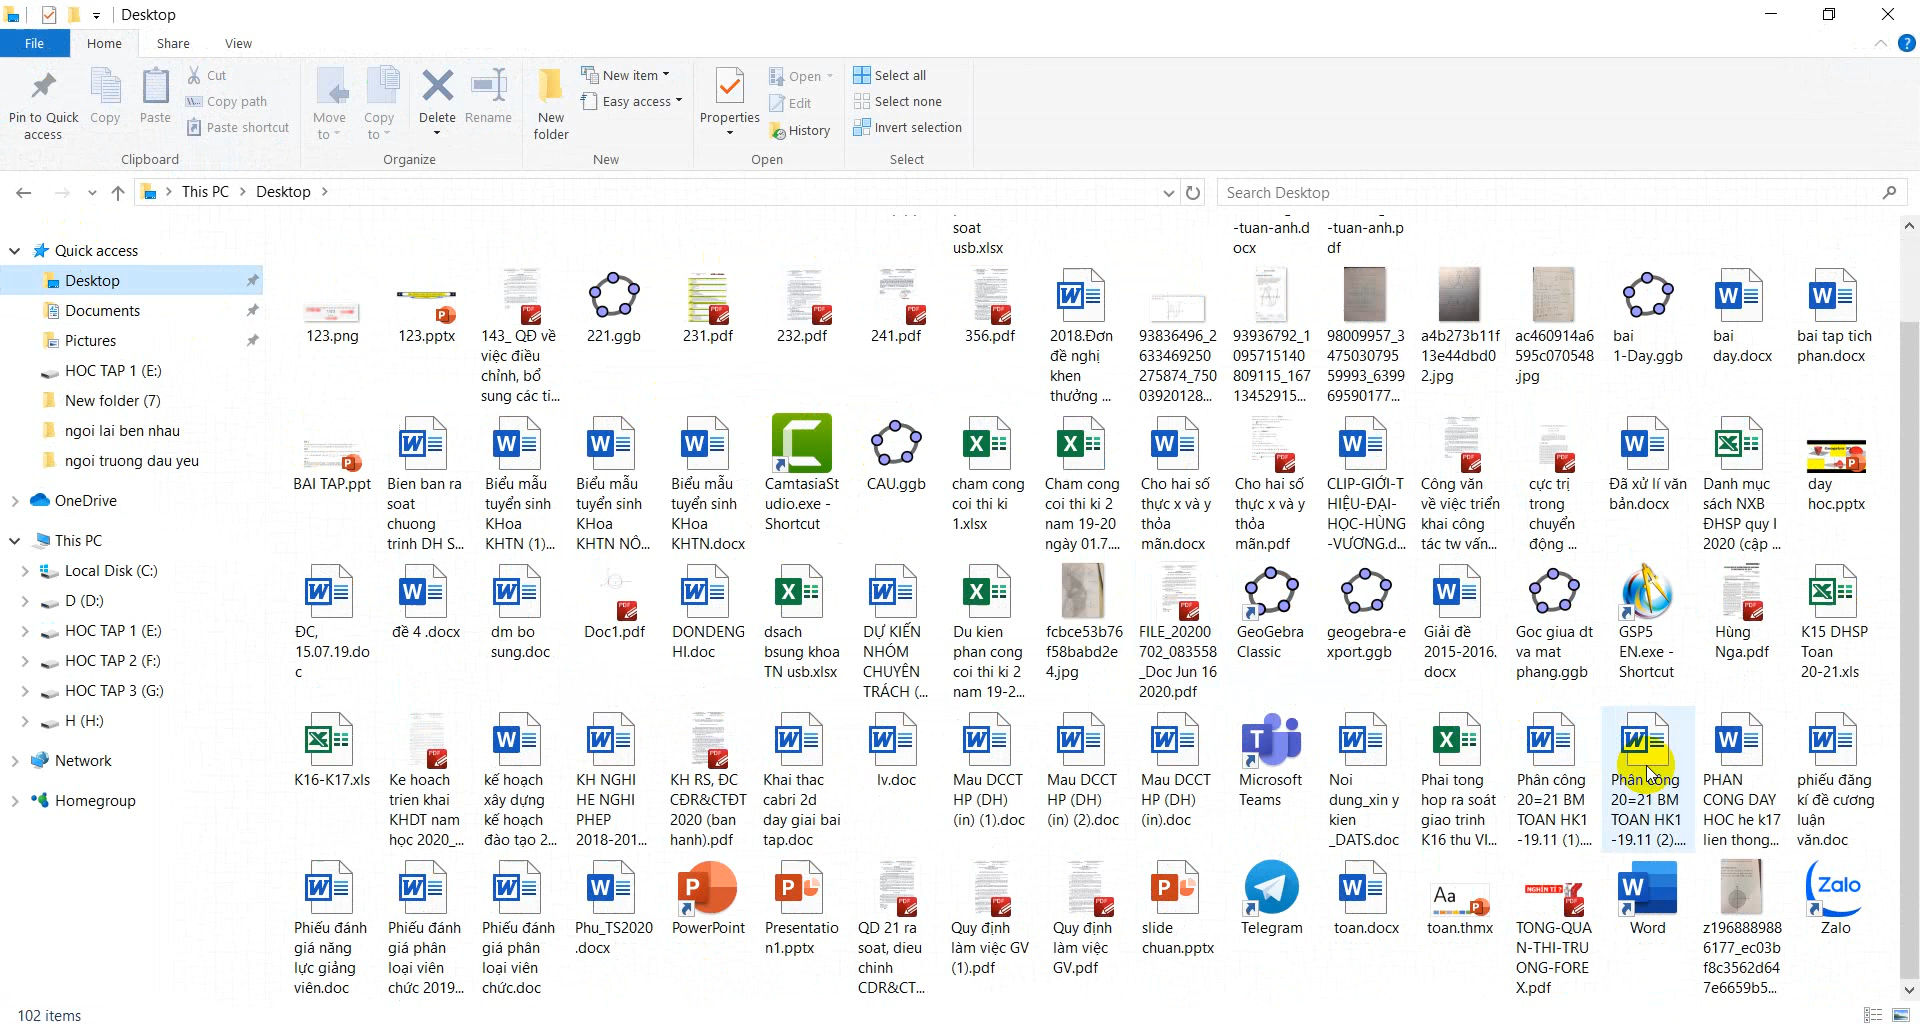 Desktop
File Home Share View
Pin to Quick access
Copy
Paste
Cut
Copy path
Paste shortcut
Clipboard
Move to
Copy to
Delete
Rename
Organize
New folder
New item
Easy access
New
Properties
Open
Edit
History
Open
Select all
Select none
Invert selection
Select
This PC
Desktop
Search Desktop
Quick access
Desktop
Documents
Pictures
HOC TAP 1 (E:)
New folder (7)
ngoi lai ben nhau
ngoi truong dau yeu
OneDrive
This PC
Local Disk (C:)
D (D:)
HOC TAP 1 (E:)
HOC TAP 2 (F:)
HOC TAP 3 (G:)
H (H:)
Network
Homegroup
soat
usb.xlsx
-tuan-anh.d
ocx
-tuan-anh.p
df
123.png
123.pptx
143_ QĐ về
việc điều
chỉnh, bổ
sung các ti...
221.ggb
231.pdf
232.pdf
241.pdf
356.pdf
2018.Đơn
đề nghị
khen
thưởng ...
93836496_2
633469250
275874_750
03920128...
93936792_1
095715140
809115_167
13452915...
98009957_3
475030795
59993_6399
69590177...
a4b273b11f
13e44dbd0
2.jpg
ac460914a6
595c070548
.jpg
bai
1-Day.ggb
bai
day.docx
bai tap tich
phan.docx
BAI TAP.ppt
Bien ban ra
soat
chuong
trinh DH S...
Biểu mẫu
tuyển sinh
KHoa
KHTN (1)...
Biểu mẫu
tuyển sinh
KHoa
KHTN NÔ...
Biểu mẫu
tuyển sinh
KHoa
KHTN.docx
CamtasiaSt
udio.exe -
Shortcut
CAU.ggb
cham cong
coi thi ki
1.xlsx
Cham cong
coi thi ki 2
nam 19-20
ngày 01.7....
Cho hai số
thực x và y
thỏa
mãn.docx
Cho hai số
thực x và y
thỏa
mãn.pdf
CLIP-GIỚI-T
HIỆU-ĐẠI-
HỌC-HÙNG
-VƯƠNG.d...
Công văn
về việc triển
khai công
tác tw vấn...
cực trị
trong
chuyển
động ...
Đã xử lí văn
bản.docx
Danh mục
sách NXB
ĐHSP quy I
2020 (cập ...
day
hoc.pptx
ĐC,
15.07.19.do
c
đề 4 .docx
dm bo
sung.doc
Doc1.pdf
DONDENG
HI.doc
dsach
bsung khoa
TN usb.xlsx
DỰ KIẾN
NHÓM
CHUYÊN
TRÁCH (...
Du kien
phan cong
coi thi ki 2
nam 19-2...
fcbce53b76
f58babd2e
4.jpg
FILE_20200
702_083558
_Doc Jun 16
2020.pdf
GeoGebra
Classic
geogebra-e
xport.ggb
Giải đề
2015-2016.
docx
Goc giua dt
va mat
phang.ggb
GSP5
EN.exe -
Shortcut
Hùng
Nga.pdf
K15 DHSP
Toan
20-21.xls
K16-K17.xls
Ke hoach
trien khai
KHDT nam
học 2020_...
kế hoạch
xây dựng
kế hoạch
đào tạo 2...
KH NGHI
HE NGHI
PHEP
2018-201...
KH RS, ĐC
CĐR&CTĐT
2020 (ban
hanh).pdf
Khai thac
cabri 2d
day giai bai
tap.doc
lv.doc
Mau DCCT
HP (DH)
(in) (1).doc
Mau DCCT
HP (DH)
(in) (2).doc
Mau DCCT
HP (DH)
(in).doc
Microsoft
Teams
Noi
dung_xin y
kien
_DATS.doc
Phai tong
hop ra soát
giao trinh
K16 thu VI...
Phân công
20=21 BM
TOAN HK1
-19.11 (1)....
Phân công
20=21 BM
TOAN HK1
-19.11 (2)....
PHAN
CONG DAY
HOC he k17
lien thong...
phiếu đăng
kí đề cương
luận
văn.doc
Phiếu đánh
giá năng
lực giảng
viên.doc
Phiếu đánh
giá phân
loại viên
chức 2019...
Phiếu đánh
giá phân
loại viên
chức.doc
Phu_TS2020
.docx
PowerPoint
Presentatio
n1.pptx
QD 21 ra
soat, dieu
chinh
CDR&CT...
Quy định
làm việc GV
(1).pdf
Quy định
làm việc
GV.pdf
slide
chuan.pptx
Telegram
toan.docx
Aa
toan.thmx
TONG-QUA
N-THI-TRU
ONG-FORE
X.pdf
Word
z196888988
6177_ec03b
f8c3562d64
7e6659b5...
Zalo
Zalo
102 items